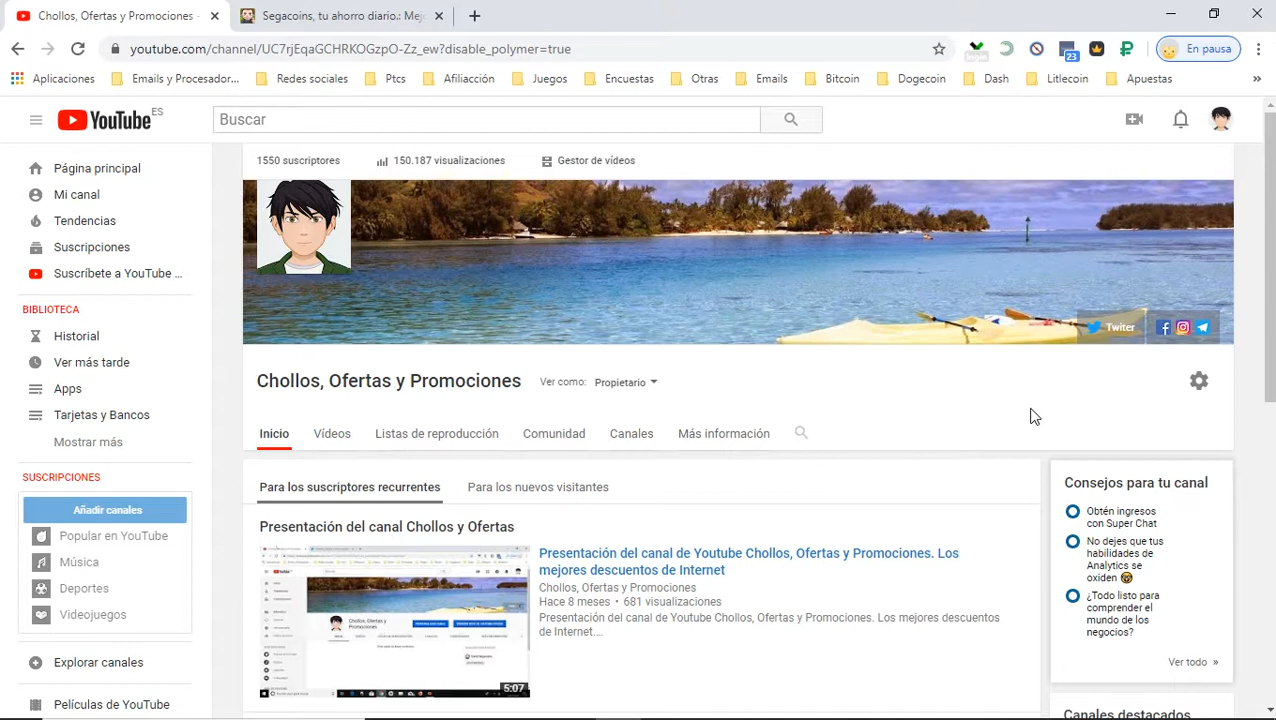 Chollos, Ofertas y Promociones -
Segacoins, tu ahorro diario.: Mejo
youtube.com/channel/UC7rjEqaGCHRKOGzpO-Zz_ew?disable_polymer=true
23
En pausa
Aplicaciones
Emails y Procesador...
Redes sociales
Ptcs
Afiliacción
Juegos
Encuestas
Emails
Bitcoin
Dogecoin
Dash
Litlecoin
Apuestas
»
YouTube ES
Buscar
Página principal
Mi canal
Tendencias
Suscripciones
Suscríbete a YouTube ...
BIBLIOTECA
Historial
Ver más tarde
Apps
Tarjetas y Bancos
Mostrar más
SUSCRIPCIONES
Añadir canales
Popular en YouTube
Música
Deportes
Videojuegos
Explorar canales
Películas de YouTube
1550 suscriptores
150.187 visualizaciones
Gestor de vídeos
Twiter
Chollos, Ofertas y Promociones
Ver como: Propietario
Inicio
Vídeos
Listas de reproducción
Comunidad
Canales
Más información
Para los suscriptores recurrentes
Para los nuevos visitantes
Presentación del canal Chollos y Ofertas
5:07
Presentación del canal de Youtube Chollos, Ofertas y Promociones. Los
mejores descuentos de Internet
Chollos, Ofertas y Promociones
Hace 8 meses • 681 visualizaciones
Presentación del canal de Youtube Chollos, Ofertas y Promociones. Los mejores descuentos
de Internet....
Consejos para tu canal
Obtén ingresos
con Super Chat
No dejes que tus
habilidades de
Analytics se
oxiden
¿Todo listo para
comprender el
mundo de los
negocios?
Ver todo »
Canales destacados